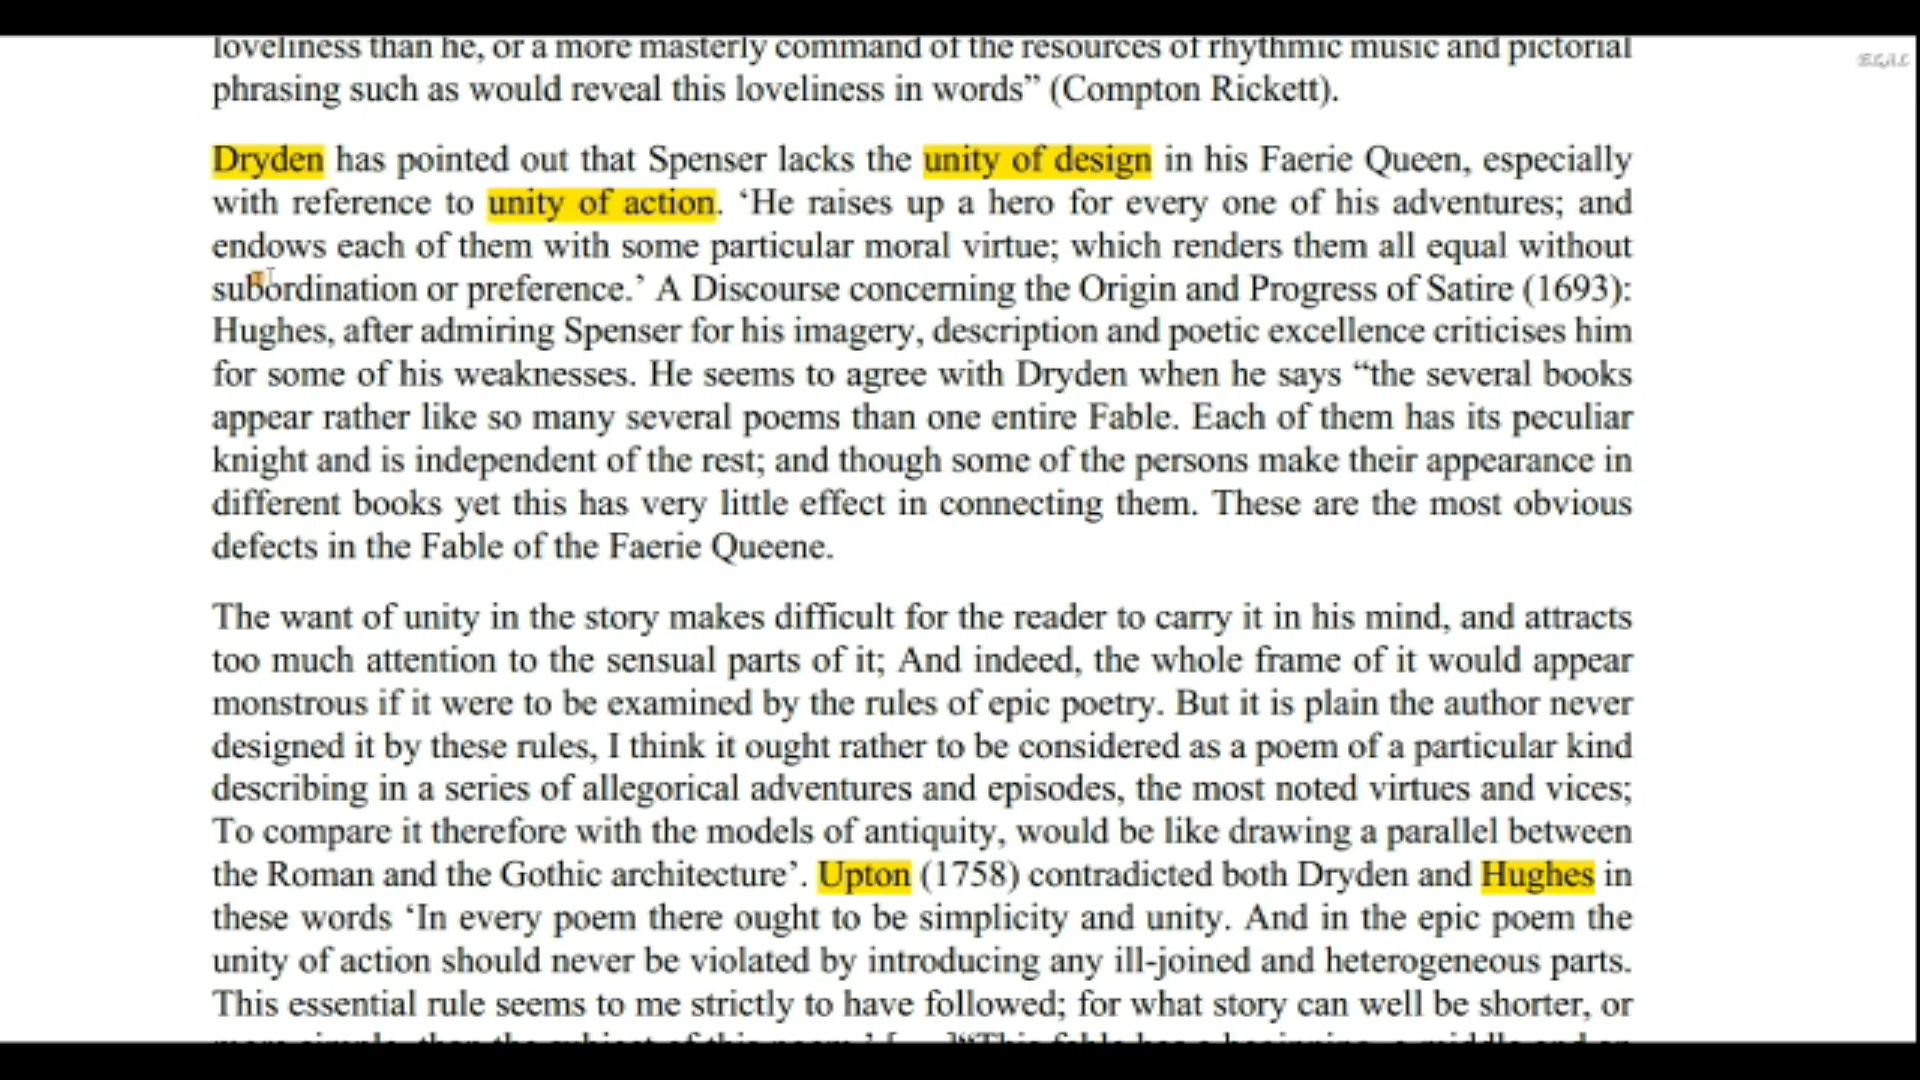 loveliness than he, or a more masterly command of the resources of rhythmic music and pictorial
phrasing such as would reveal this loveliness in words” (Compton Rickett).
Dryden has pointed out that Spenser lacks the unity of design in his Faerie Queen, especially
with reference to unity of action. ‘He raises up a hero for every one of his adventures; and
endows each of them with some particular moral virtue; which renders them all equal without
subordination or preference.’ A Discourse concerning the Origin and Progress of Satire (1693):
Hughes, after admiring Spenser for his imagery, description and poetic excellence criticises him
for some of his weaknesses. He seems to agree with Dryden when he says “the several books
appear rather like so many several poems than one entire Fable. Each of them has its peculiar
knight and is independent of the rest; and though some of the persons make their appearance in
different books yet this has very little effect in connecting them. These are the most obvious
defects in the Fable of the Faerie Queene.
The want of unity in the story makes difficult for the reader to carry it in his mind, and attracts
too much attention to the sensual parts of it; And indeed, the whole frame of it would appear
monstrous if it were to be examined by the rules of epic poetry. But it is plain the author never
designed it by these rules, I think it ought rather to be considered as a poem of a particular kind
describing in a series of allegorical adventures and episodes, the most noted virtues and vices;
To compare it therefore with the models of antiquity, would be like drawing a parallel between
the Roman and the Gothic architecture’. Upton (1758) contradicted both Dryden and Hughes in
these words ‘In every poem there ought to be simplicity and unity. And in the epic poem the
unity of action should never be violated by introducing any ill-joined and heterogeneous parts.
This essential rule seems to me strictly to have followed; for what story can well be shorter, or